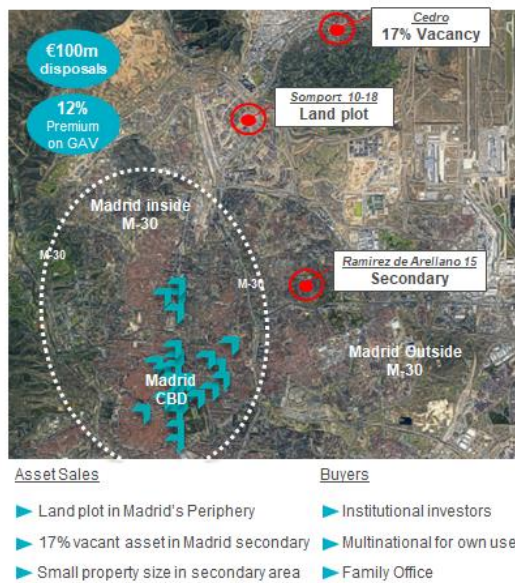 €100m
disposals
12%
Premium
on GAV
Cedro
17% Vacancy
Somport 10-18
Land plot
Madrid inside
M-30
M-30
M-30
Ramirez de Arellano 15
Secondary
Madrid Outside
M-30
Madrid
CBD
Asset Sales
Land plot in Madrid's Periphery
17% vacant asset in Madrid secondary
Small property size in secondary area
Buyers
Institutional investors
Multinational for own use
Family Office